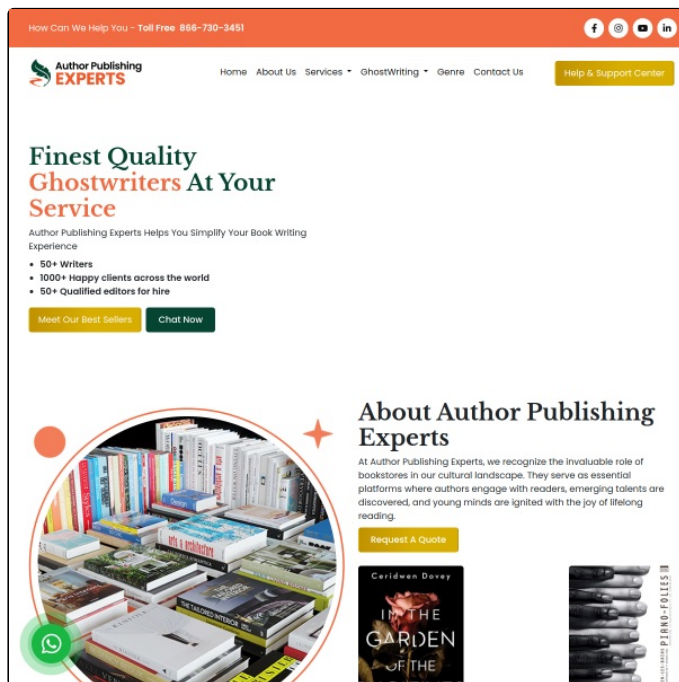 How Can We Help You - Toll Free 866-730-3451
Author Publishing
EXPERTS
Home About Us Services GhostWriting Genre Contact Us
Help & Support Center
Finest Quality
Ghostwriters At Your
Service
Author Publishing Experts Helps You Simplify Your Book Writing
Experience
50+ Writers
1000+ Happy clients across the world
50+ Qualified editors for hire
Meet Our Best Sellers
Chat Now
About Author Publishing
Experts
At Author Publishing Experts, we recognize the invaluable role of
bookstores in our cultural landscape. They serve as essential
platforms where authors engage with readers, emerging talents are
discovered, and young minds are ignited with the joy of lifelong
reading.
Request A Quote
arts & architecture
THE TAILORED INTERIOR
Ceridwen Dovey
IN THE
GARDEN
OF THE
PIANO-FOLIES